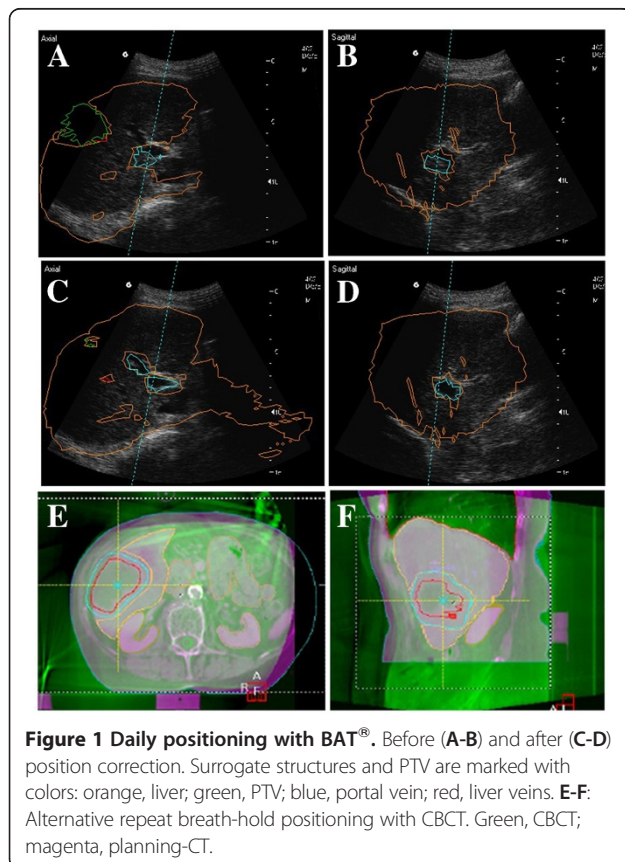 Axial
A
G
Sagittal
B
G
M
M
Axial
C
G
Sagittal
D
G
M
M
E
F
A
R
F
Figure 1 Daily positioning with BAT®. Before (A-B) and after (C-D)
position correction. Surrogate structures and PTV are marked with
colors: orange, liver; green, PTV; blue, portal vein; red, liver veins. E-F:
Alternative repeat breath-hold positioning with CBCT. Green, CBCT;
magenta, planning-CT.